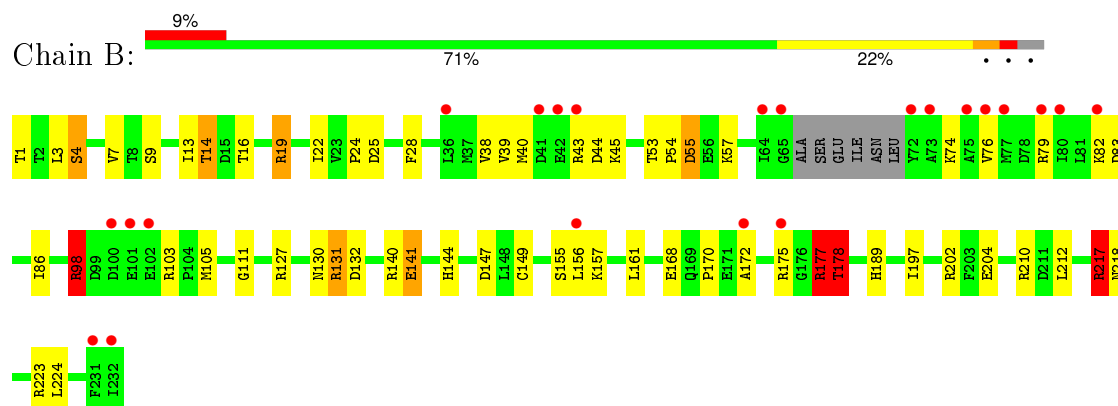 9%
Chain B:
71% 22% • • •
T1 T2 L3 S4 V7 T8 S9 I13 T14 D15 T16 R19 I22 V23 P24 D25 F28 L36 M37 V38 V39 M40 D41 E42 R43 D44 K45 T53 P54 D55 E56 K57 I64 G65 ALA SER GLU ILE ASN LEU Y72 A73 K74 A75 V76 M77 D78 R79 I80 L81 K82
I86 R98 D99 D100 E101 E102 R103 P104 M105 G111 R127 N130 R131 D132 R140 E141 H144 D147 L148 C149 S155 L156 K157 L161 E168 Q169 P170 E171 A172 R175 G176 R177 T178 H189 I197 R202 F203 E204 R210 D211 L212 R217 N218
R223 L224 F231 I232